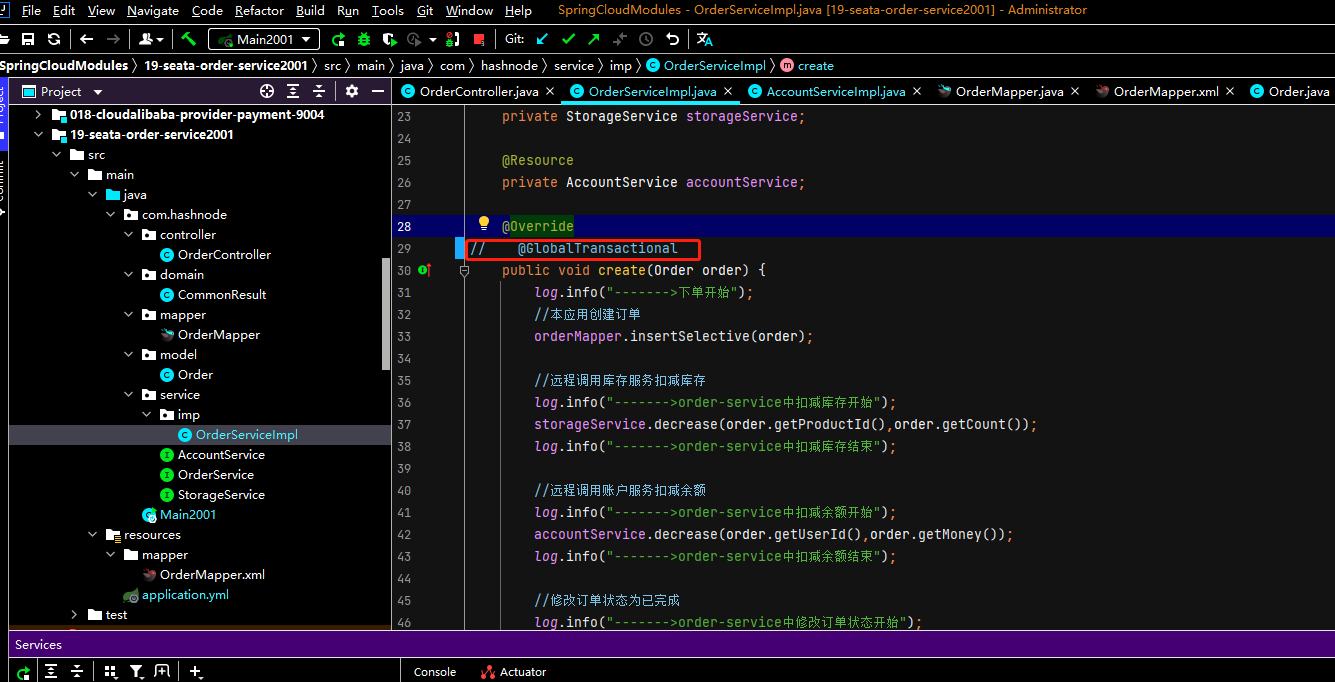 File Edit View Navigate Code Refactor Build Run Tools Git Window Help SpringCloudModules - OrderServiceImpl.java [19-seata-order-service2001] - Administrator
Main2001 Git:
SpringCloudModules 19-seata-order-service2001 src main java com hashnode service imp OrderServiceImpl create
Project
OrderController.java OrderServiceImpl.java AccountServiceImpl.java OrderMapper.java OrderMapper.xml Order.java
018-cloudalibaba-provider-payment-9004
19-seata-order-service2001
src
main
java
com.hashnode
controller
OrderController
domain
CommonResult
mapper
OrderMapper
model
Order
service
imp
OrderServiceImpl
AccountService
OrderService
StorageService
Main2001
resources
mapper
OrderMapper.xml
application.yml
test
23 private StorageService storageService;
24
25 @Resource
26 private AccountService accountService;
27
28 @Override
29 // @GlobalTransactional
30 public void create(Order order) {
31 log.info("------->下单开始");
32 //本应用创建订单
33 orderMapper.insertSelective(order);
34
35 //远程调用库存服务扣减库存
36 log.info("------->order-service中扣减库存开始");
37 storageService.decrease(order.getProductId(),order.getCount());
38 log.info("------->order-service中扣减库存结束");
39
40 //远程调用账户服务扣减余额
41 log.info("------->order-service中扣减余额开始");
42 accountService.decrease(order.getUserId(),order.getMoney());
43 log.info("------->order-service中扣减余额结束");
44
45 //修改订单状态为已完成
46 log.info("------->order-service中修改订单状态开始");
Services
Console Actuator